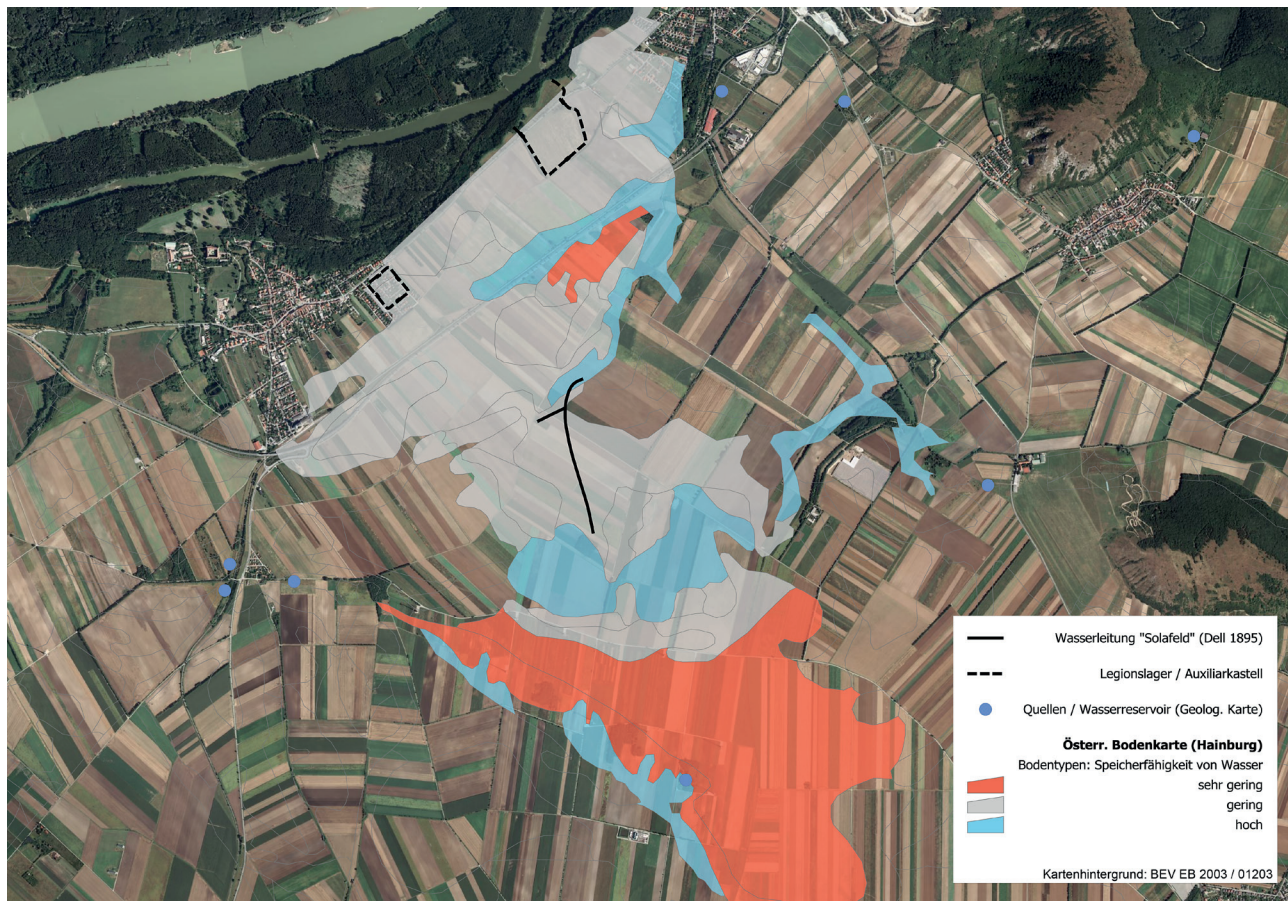 Wasserleitung "Solafeld" (Dell 1895)
Legionslager / Auxiliarkastell
Quellen / Wasserreservoir (Geolog. Karte)
Österr. Bodenkarte (Hainburg)
Bodentypen: Speicherfähigkeit von Wasser
sehr gering
gering
hoch
Kartenhintergrund: BEV EB 2003 / 01203